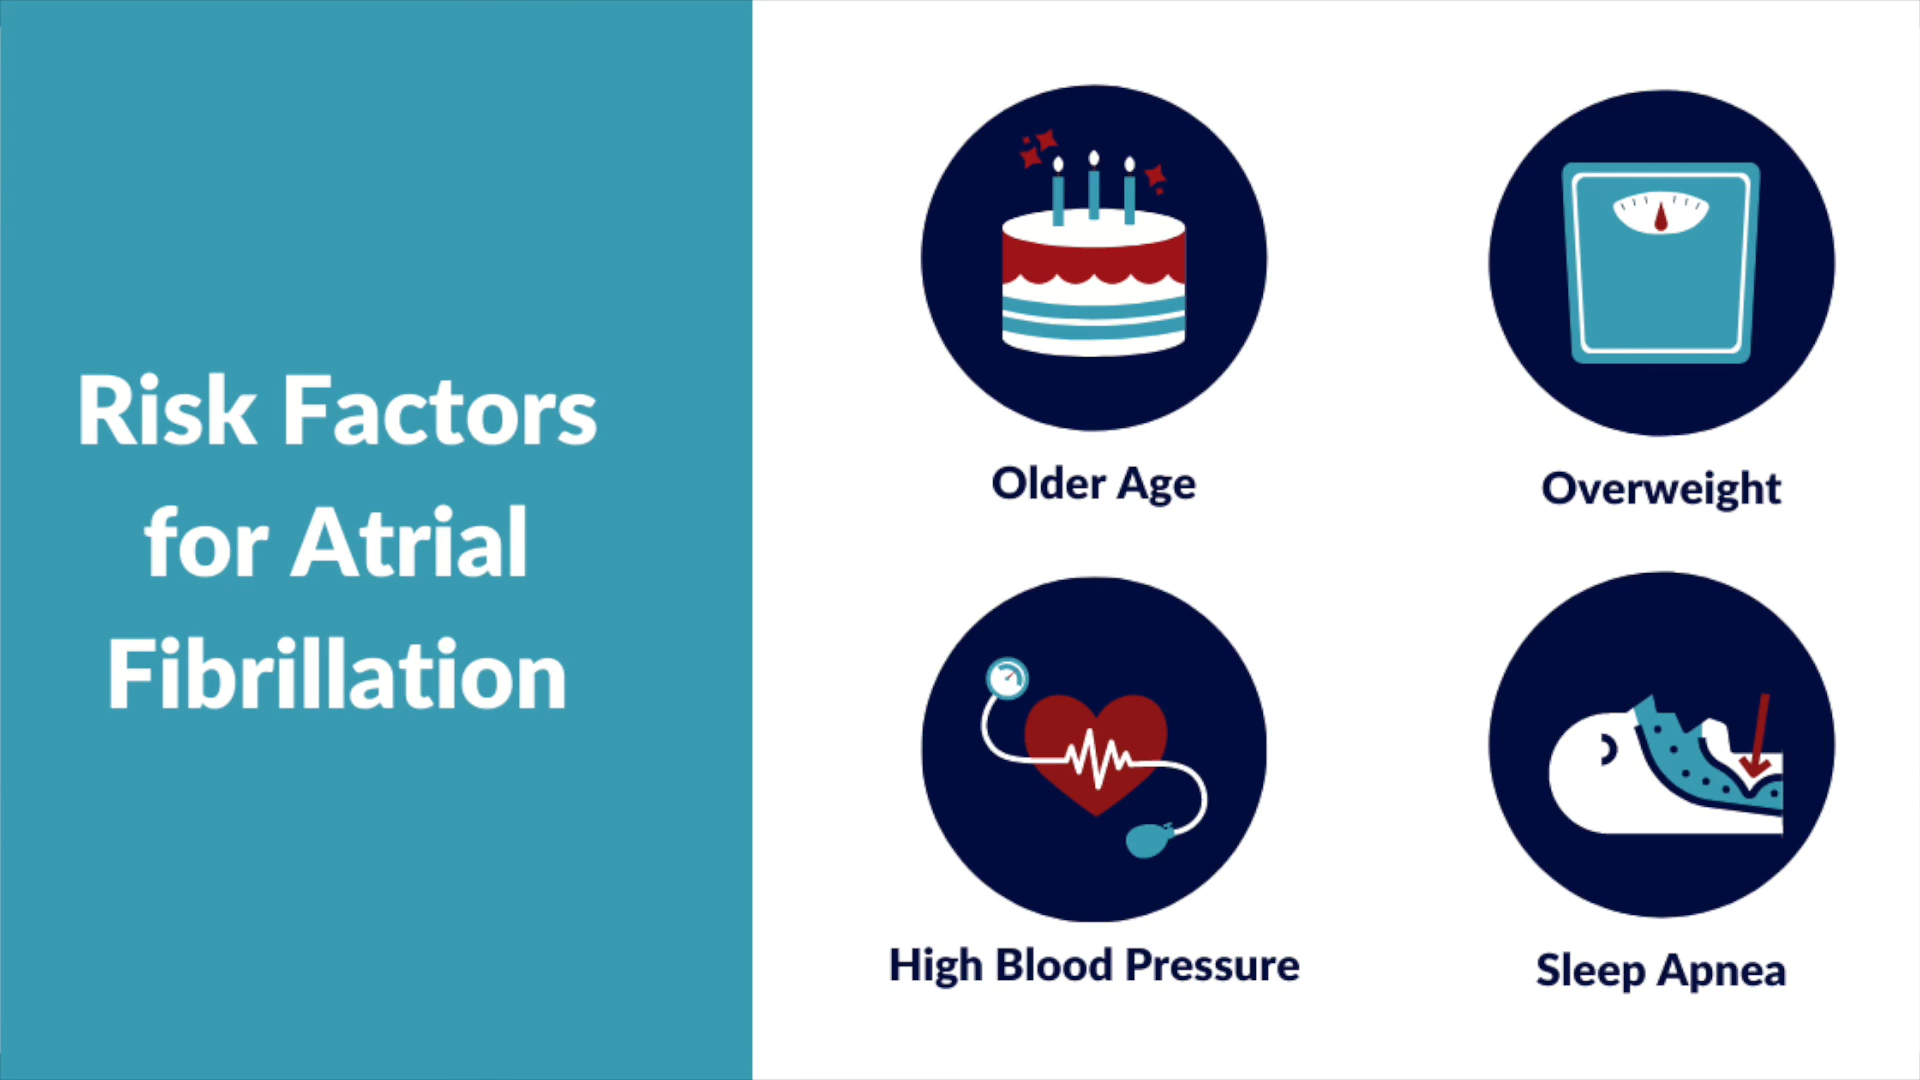 Risk Factors
for Atrial
Fibrillation
Older Age
Overweight
High Blood Pressure
Sleep Apnea